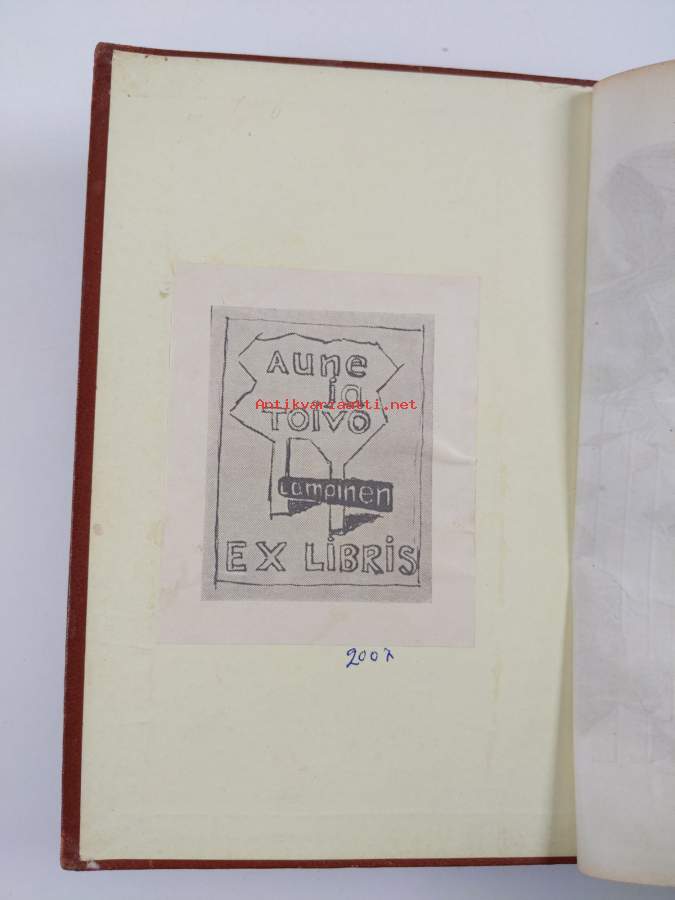 Aune
ja
Antikvariaatti.net
TOIVO
Lampinen
EX LIBRIS
2007